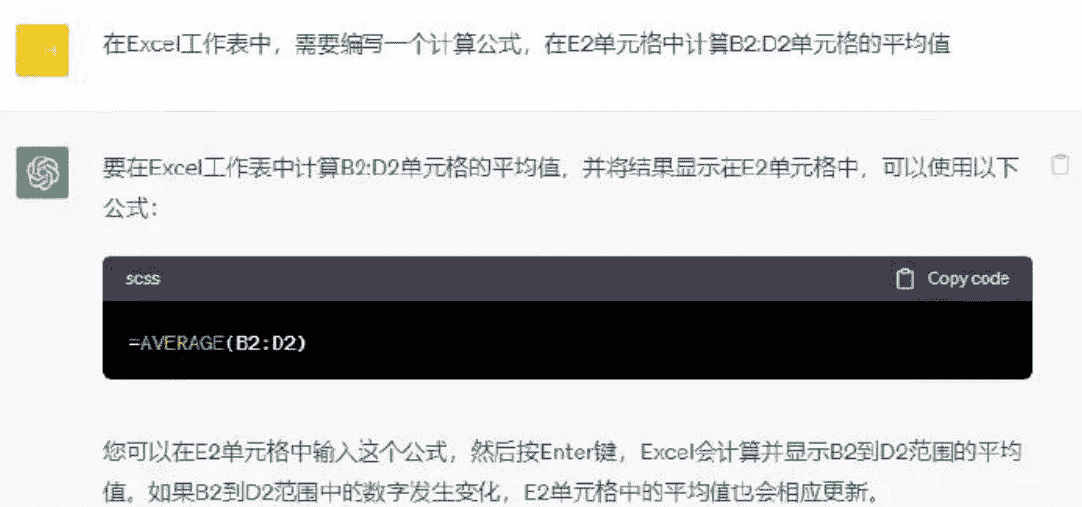 在Excel工作表中，需要编写一个计算公式，在E2单元格中计算B2:D2单元格的平均值
要在Excel工作表中计算B2:D2单元格的平均值，并将结果显示在E2单元格中，可以使用以下
公式：
scss
Copy code
=AVERAGE(B2:D2)
您可以在E2单元格中输入这个公式，然后按Enter键，Excel会计算并显示B2到D2范围的平均
值。如果B2到D2范围中的数字发生变化，E2单元格中的平均值也会相应更新。